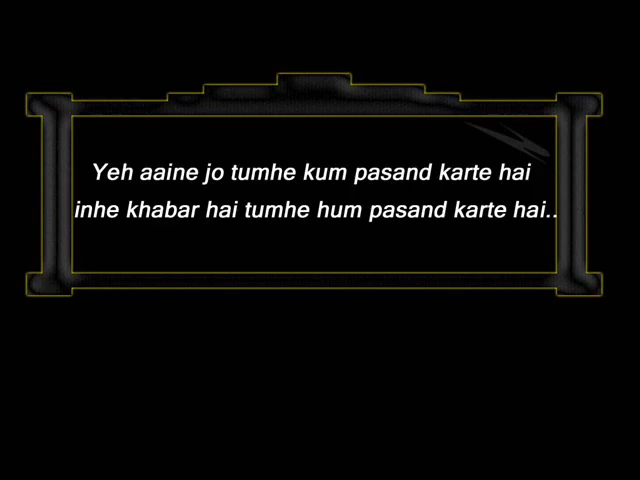 Yeh aaine jo tumhe kum pasand karte hai
inhe khabar hai tumhe hum pasand karte hai..